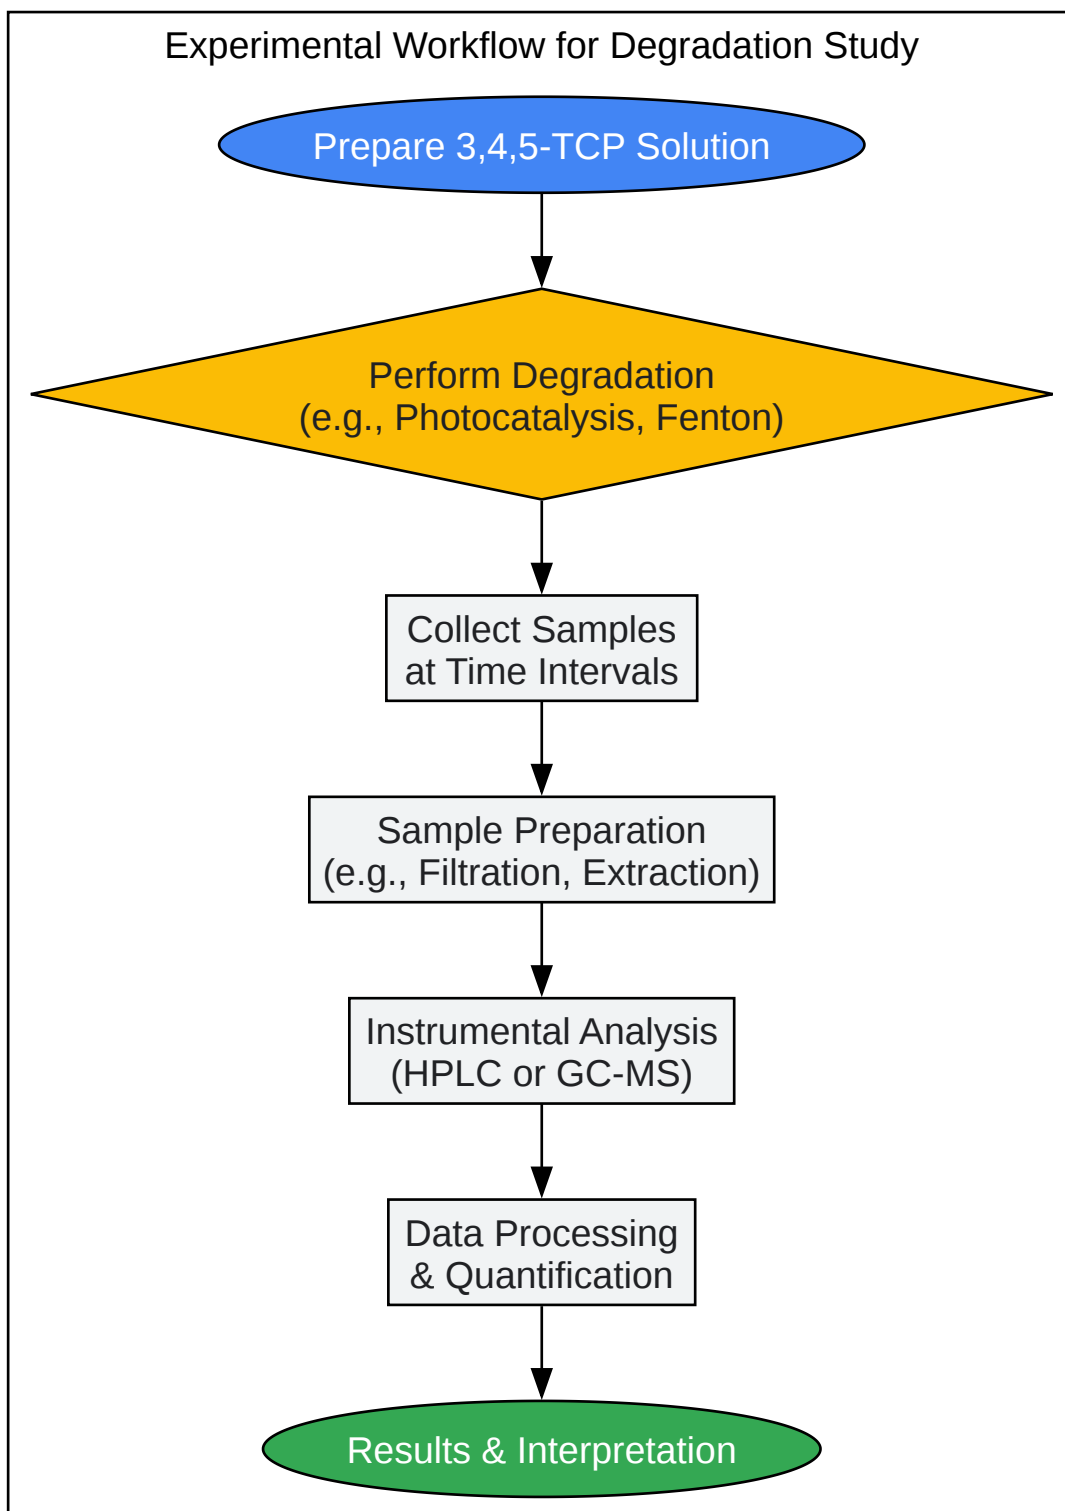 Experimental Workflow for Degradation Study
Prepare 3,4,5-TCP Solution
Perform Degradation
(e.g., Photocatalysis, Fenton)
Collect Samples
at Time Intervals
Sample Preparation
(e.g., Filtration, Extraction)
Instrumental Analysis
(HPLC or GC-MS)
Data Processing
& Quantification
Results & Interpretation